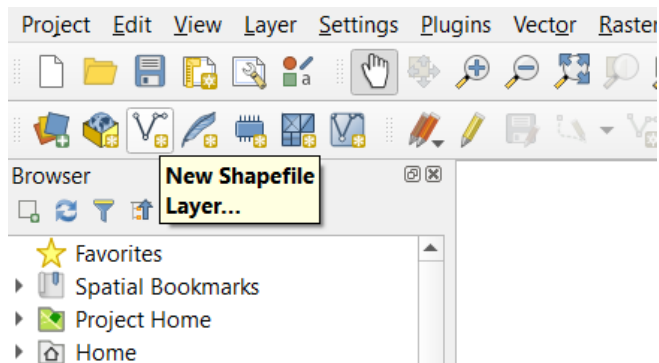 Project Edit View Layer Settings Plugins Vector Raster
a
Browser
New Shapefile
Layer...
Favorites
Spatial Bookmarks
Project Home
Home